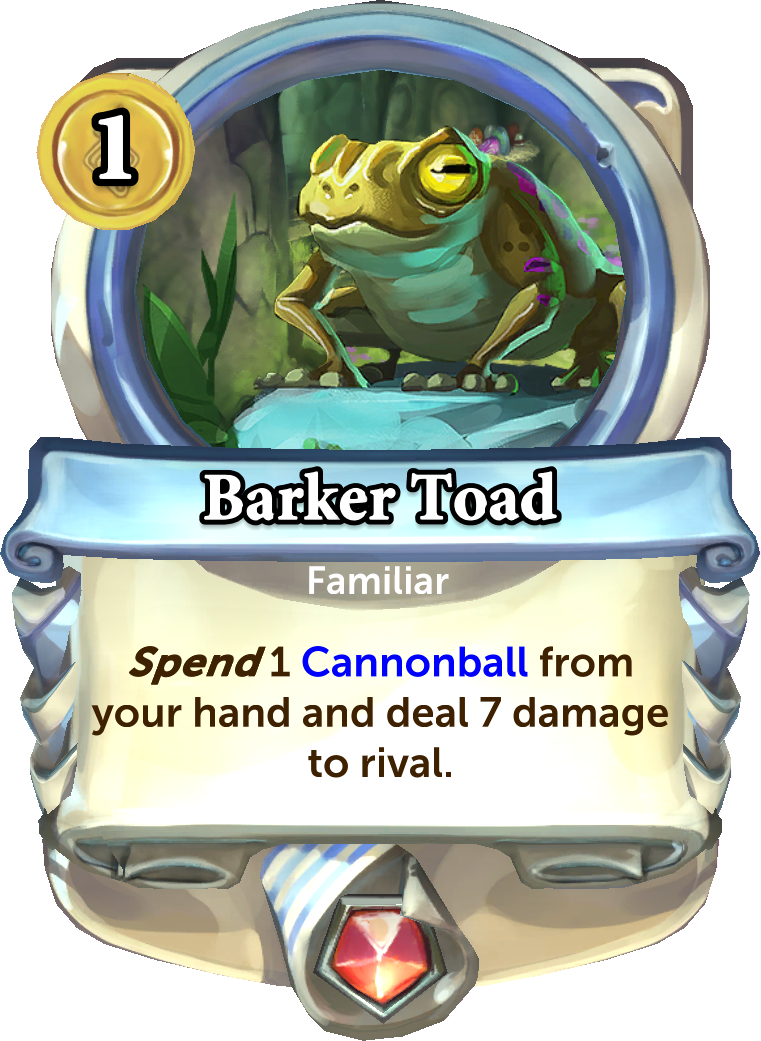 1
Barker Toad
Familiar
Spend 1 Cannonball from
your hand and deal 7 damage
to rival.